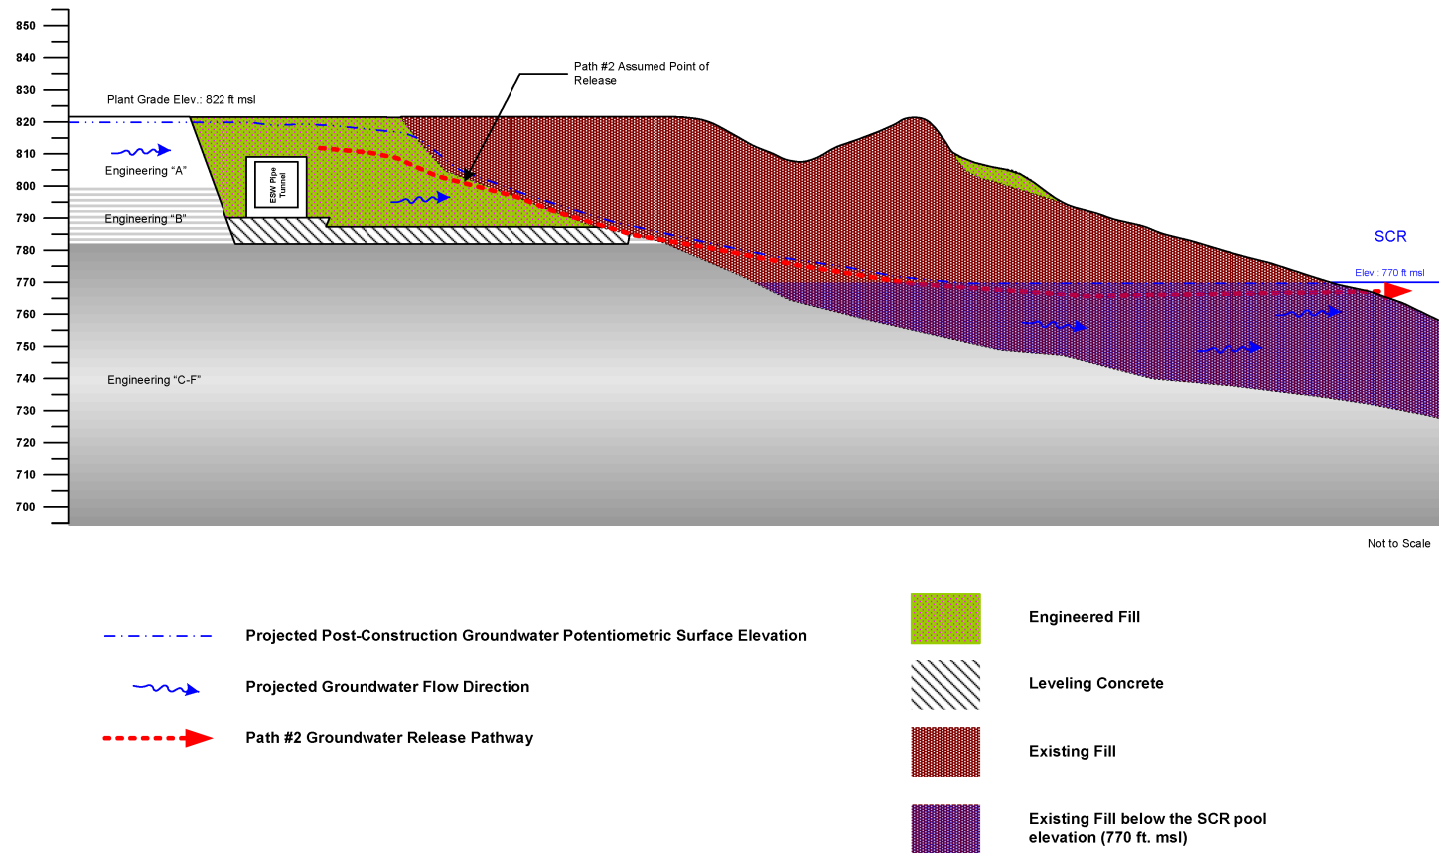 850
840
830
820
810
800
790
780
770
760
750
740
730
720
710
700
Plant Grade Elev.: 822 ft msl
Path #2 Assumed Point of
Release
Engineering "A"
Engineering "B"
Engineering "C-F"
ESW Pipe
Tunnel
SCR
Elev: 770 ft msl
Not to Scale
Projected Post-Construction Groundwater Potentiometric Surface Elevation
Projected Groundwater Flow Direction
Path #2 Groundwater Release Pathway
Engineered Fill
Leveling Concrete
Existing Fill
Existing Fill below the SCR pool
elevation (770 ft. msl)